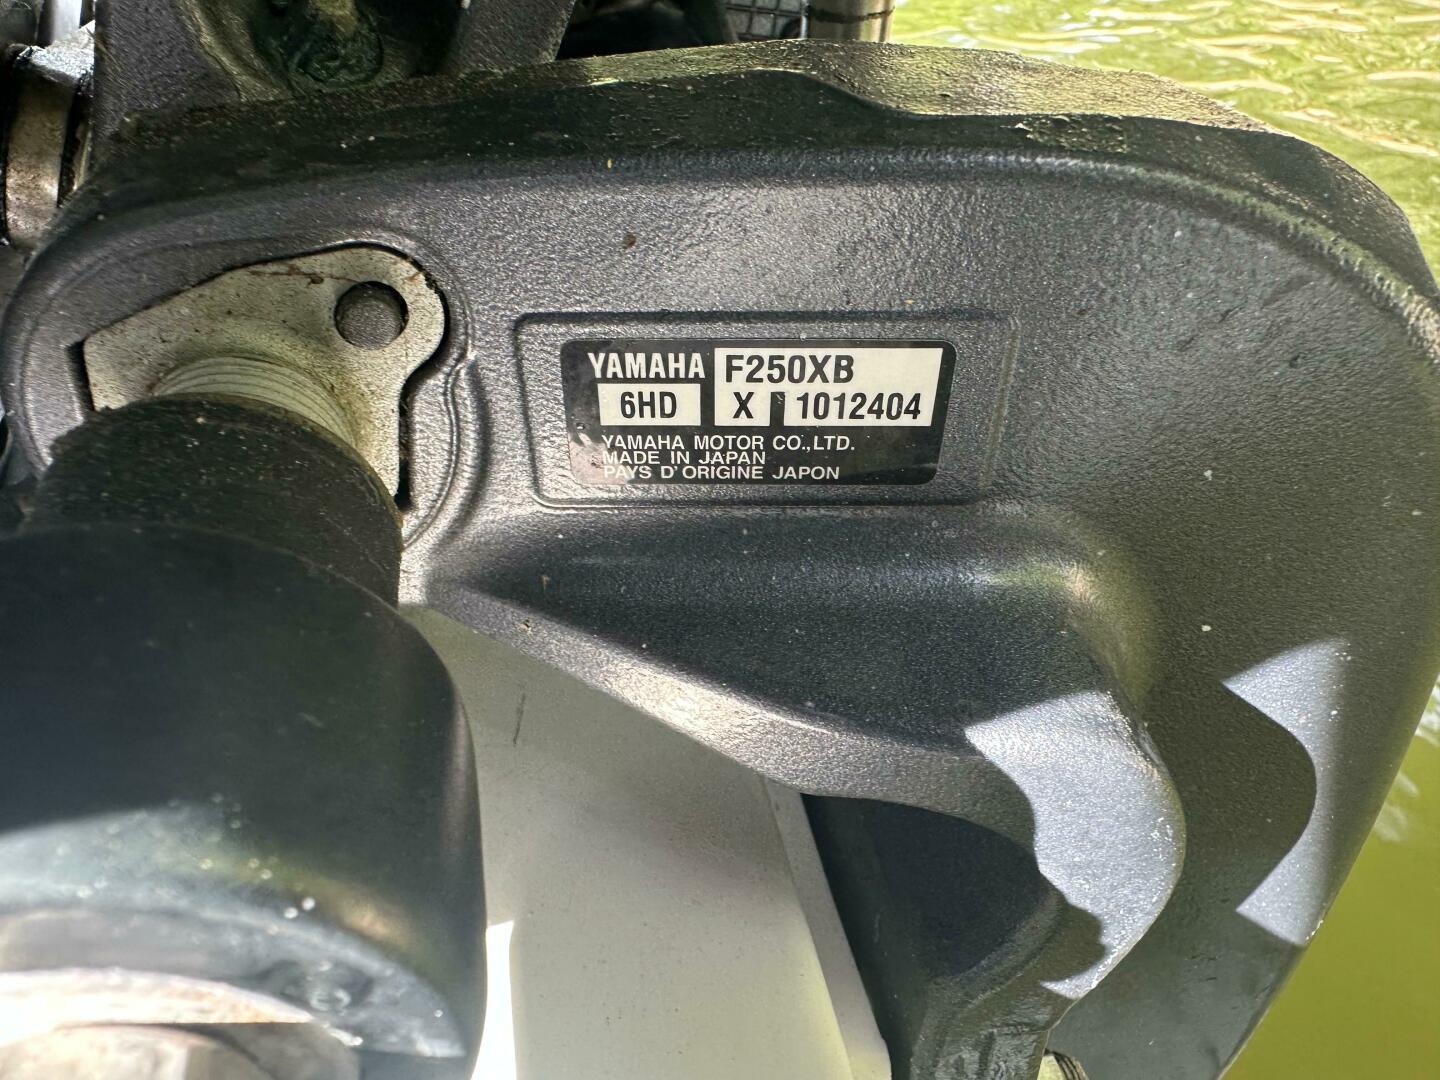 YAMAHA F250XB
6HD X 1012404
YAMAHA MOTOR CO.,LTD.
MADE IN JAPAN
PAYS D'ORIGINE JAPON